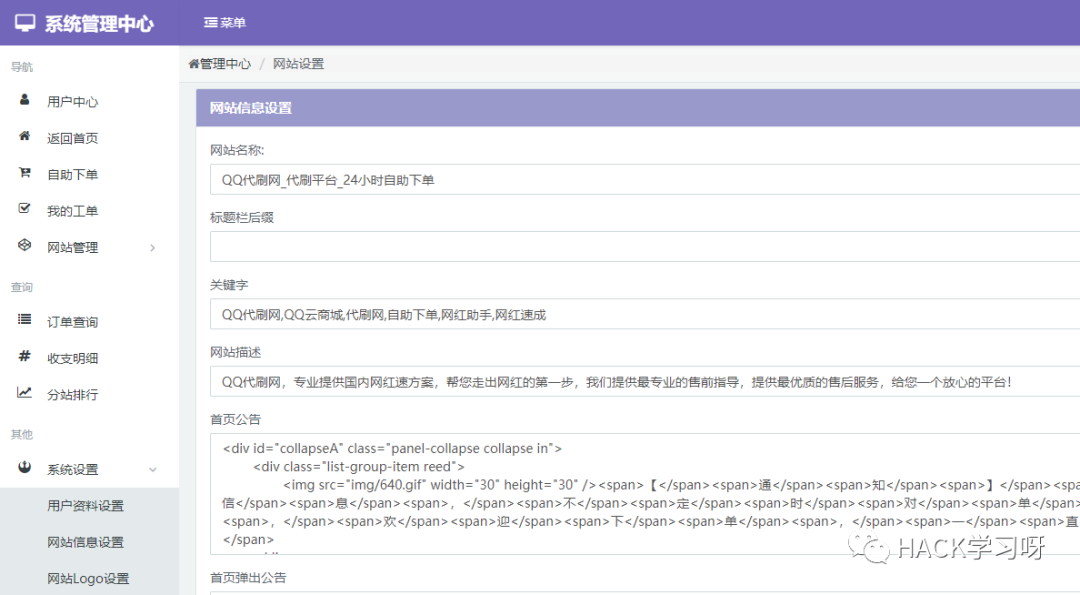 系统管理中心
菜单
导航
用户中心
返回首页
自助下单
我的工单
网站管理
查询
订单查询
收支明细
分站排行
其他
系统设置
用户资料设置
网站信息设置
网站Logo设置
管理中心 / 网站设置
网站信息设置
网站名称:
QQ代刷网_代刷平台_24小时自助下单
标题栏后缀
关键字
QQ代刷网,QQ云商城,代刷网,自助下单,网红助手,网红速成
网站描述
QQ代刷网，专业提供国内网红速方案，帮您走出网红的第一步，我们提供最专业的售前指导，提供最优质的售后服务，给您一个放心的平台！
首页公告
<div id="collapseA" class="panel-collapse collapse in">
<div class="list-group-item reed">
<img src="img/640.gif" width="30" height="30" /><span>【</span><span>通</span><span>知</span><span>】</span><sp
信</span><span>息</span><span>，</span><span>不</span><span>定</span><span>时</span><span>对</span><span>单</span>
<span>，</span><span>欢</span><span>迎</span><span>下</span><span>单</span><span>，</span><span>一</span><span>直
</span>
HACK学习呀
首页弹出公告